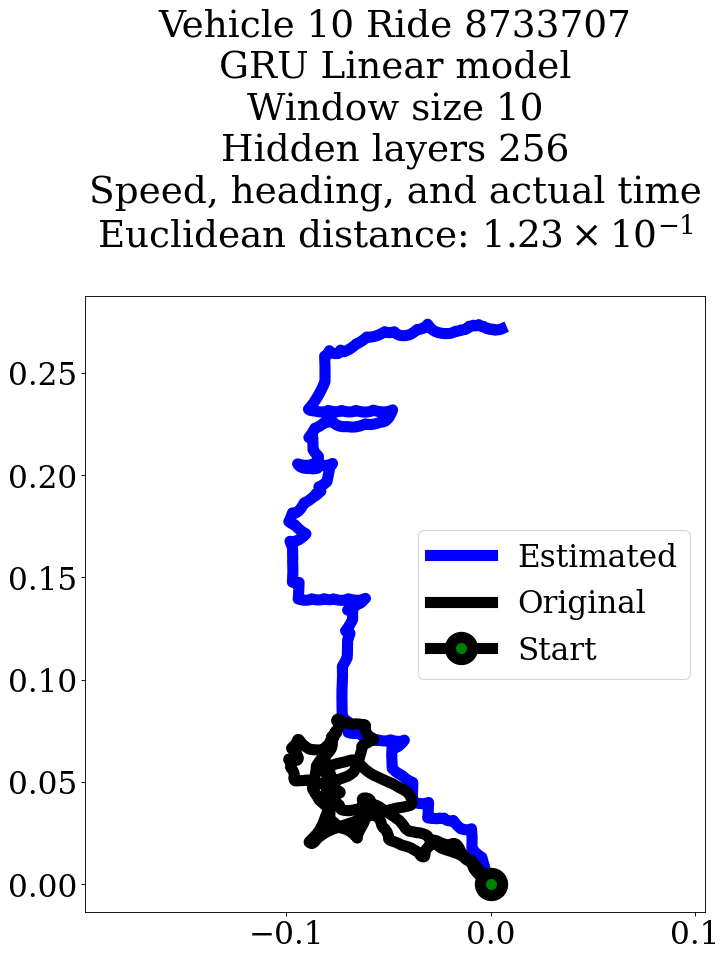 Vehicle 10 Ride 8733707
GRU Linear model
Window size 10
Hidden layers 256
Speed, heading, and actual time
Euclidean distance: 1.23 × 10⁻¹
0.25
0.20
0.15
0.10
0.05
0.00
Estimated
Original
Start
−0.1 0.0 0.1